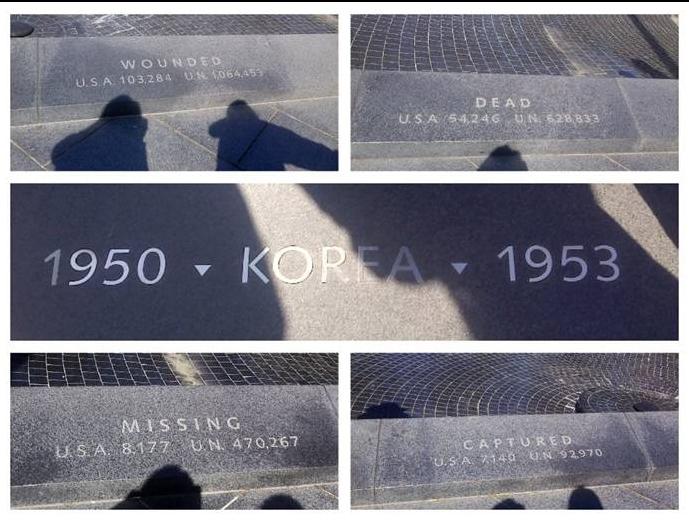 WOUNDED
U.S.A. 103,284 U.N. 1,064,453
DEAD
U.S.A. 54,246 U.N. 628,833
1950 ▼ KOREA ▼ 1953
MISSING
U.S.A. 8,177 U.N. 470,267
CAPTURED
U.S.A. 7,140 U.N. 92,970